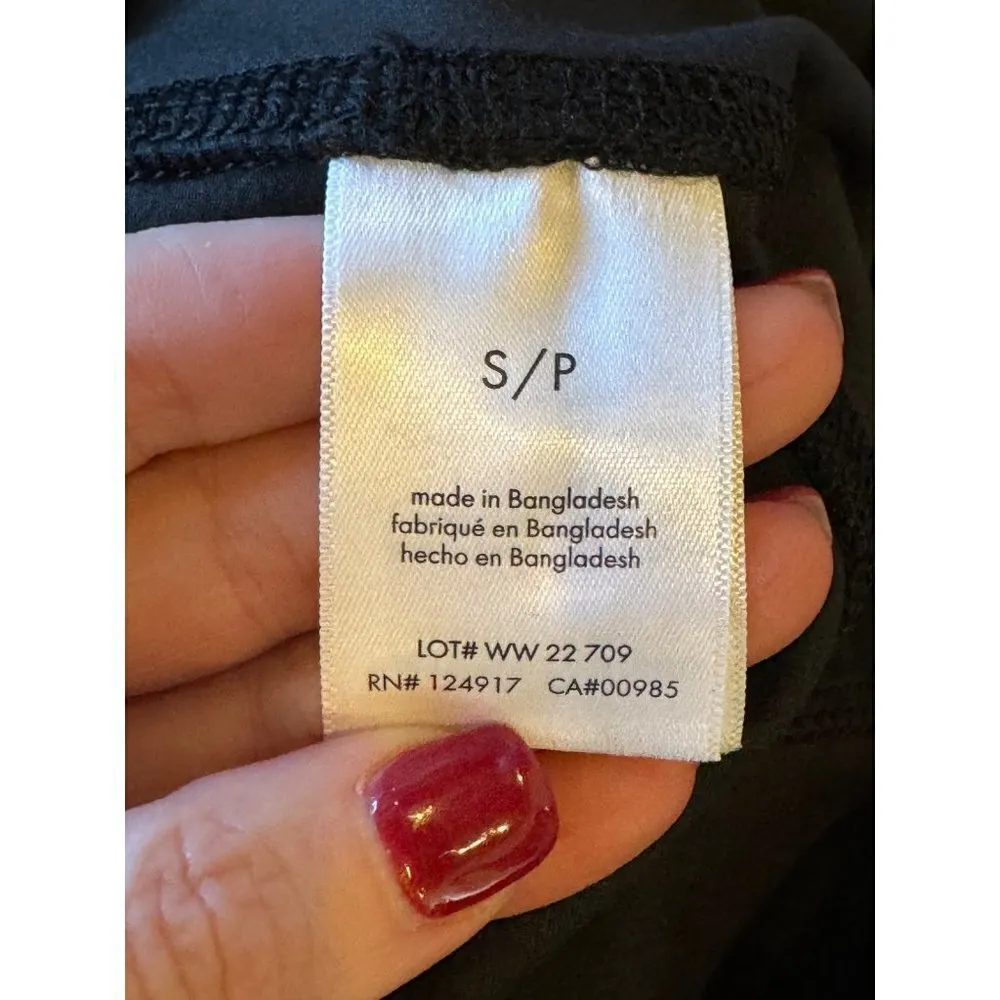 S/P
made in Bangladesh
fabriqué en Bangladesh
hecho en Bangladesh
LOT# WW 22 709
RN# 124917 CA#00985